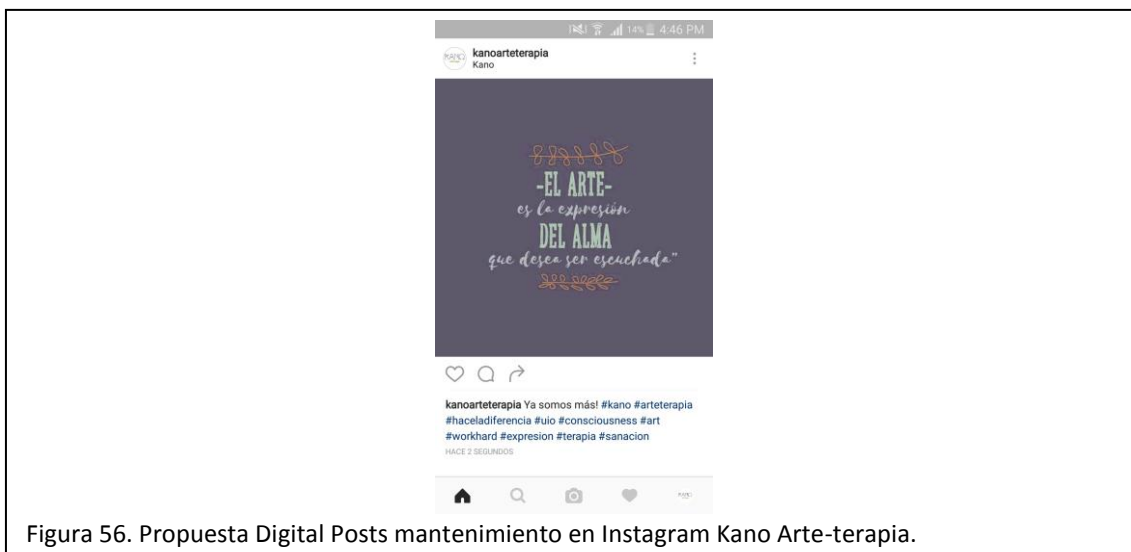 14% 4:46 PM
KANO
kanoarteterapia
Kano
-EL ARTE-
es la expresión
DEL ALMA
que desea ser escuchada”
kanoarteterapia Ya somos más! #kano #arteterapia
#haceladiferencia #uio #consciousness #art
#workhard #expresion #terapia #sanacion
HACE 2 SEGUNDOS
Figura 56. Propuesta Digital Posts mantenimiento en Instagram Kano Arte-terapia.